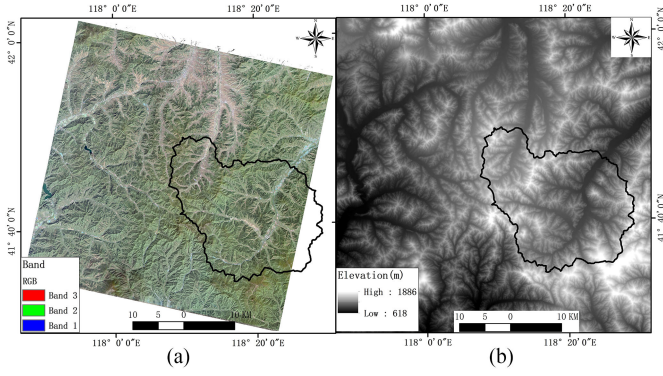 118° 0′0″E
118° 20′0″E
42° 0′0″N
41° 40′0″N
N
W
E
S
Band
RGB
Band 3
Band 2
Band 1
10
5
0
10 KM
118° 0′0″E
118° 20′0″E
(a)
118° 0′0″E
118° 20′0″E
42° 0′0″N
41° 40′0″N
N
W
E
S
Elevation(m)
High : 1886
Low : 618
10
5
0
10 KM
118° 0′0″E
118° 20′0″E
(b)